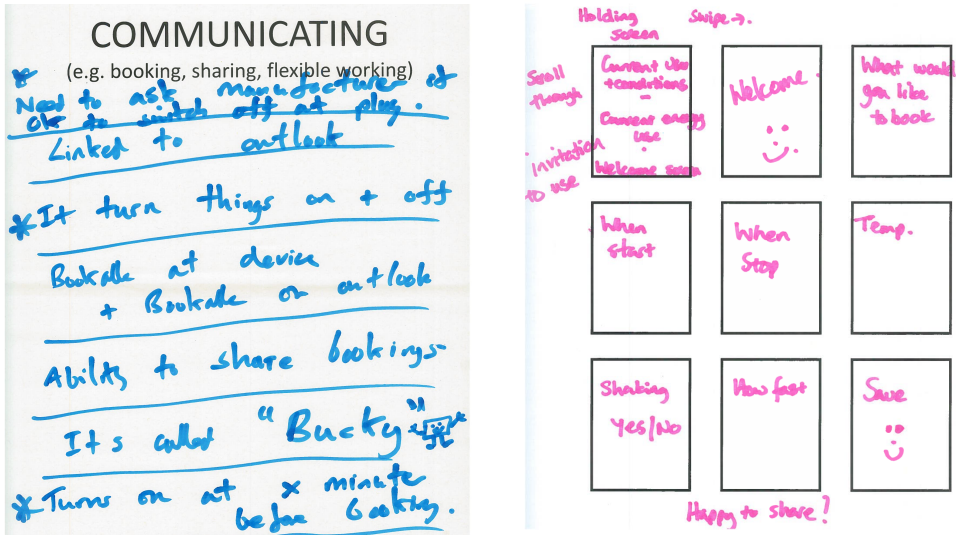 COMMUNICATING
(e.g. booking, sharing, flexible working)
* Need to ask manufacturer if
ok to switch off at plug.
Linked to outlook
* It turn things on + off
Bookable at device
+ Bookable on outlook
Ability to share bookings
It's called "Bucky"
* Turns on at x minute
before booking.
Holding
screen
Swipe →.
Scroll
through
Invitation
to use
Current use
+ conditions
Current energy
use
Welcome screen
Welcome.
What would
you like
to book
When
start
When
Stop
Temp.
Shaking
Yes/No
How fast
Save
Happy to share?